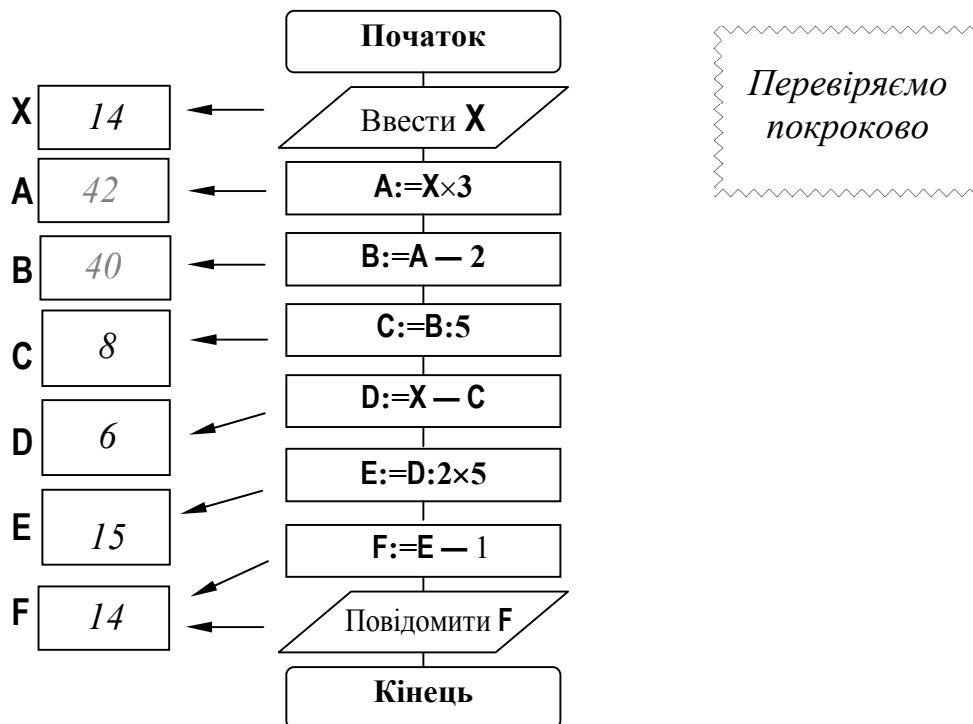 Початок
X 14 Ввести X
A 42 A:=X×3
B 40 B:=A — 2
C 8 C:=B:5
D 6 D:=X — C
E 15 E:=D:2×5
F:=E — 1
F 14 Повідомити F
Кінець
Перевіряємо
покроково